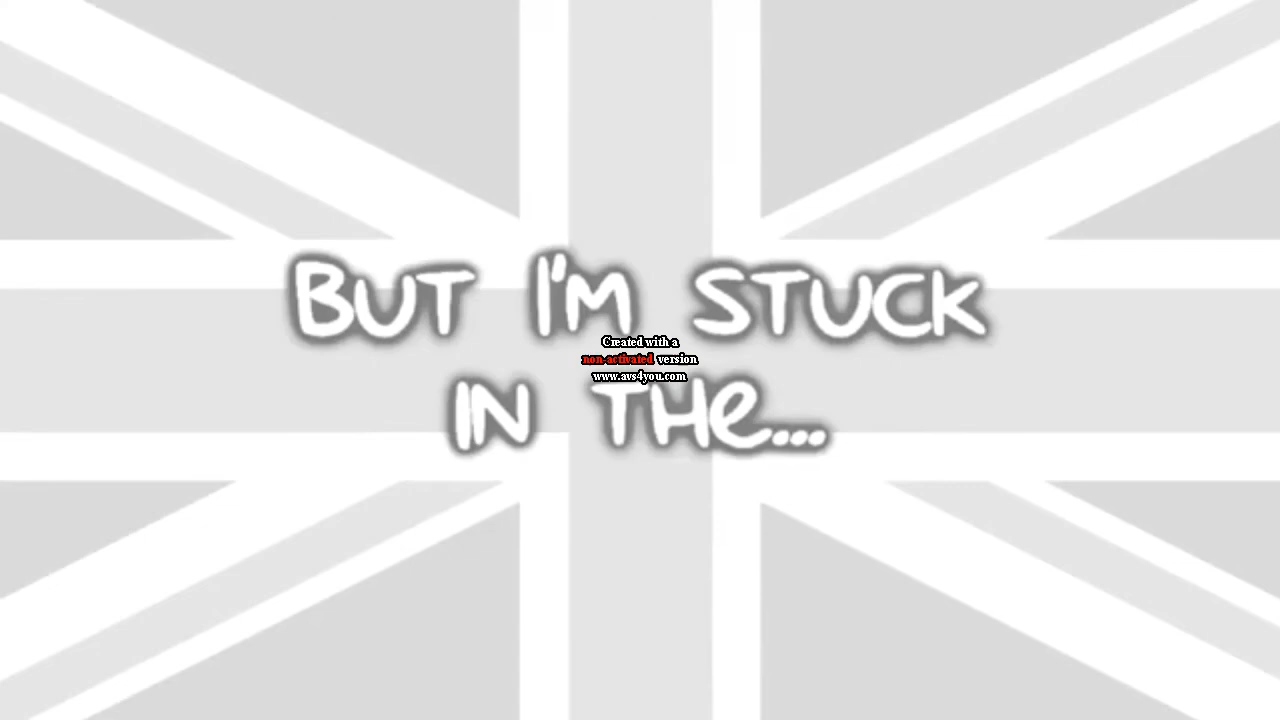 But I'm stuck
Created with a
non-activated version
www.avs4you.com
in the...